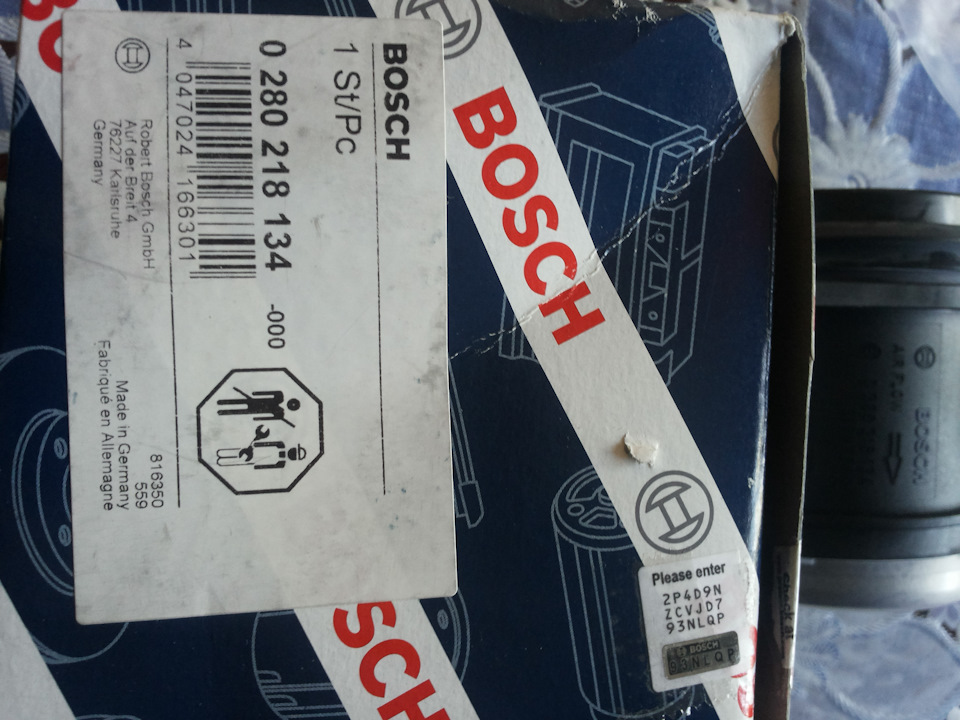 BOSCH
1 St/Pc
0 280 218 134 -000
4 047024 166301
Robert Bosch GmbH
Auf der Breit 4
76227 Karlsruhe
Germany
816350
559
Made in Germany
Fabriqué en Allemagne
BOSCH
Please enter
2P4D9N
ZCVJD7
93NLQP
BOSCH
93NLQP
BOSCH